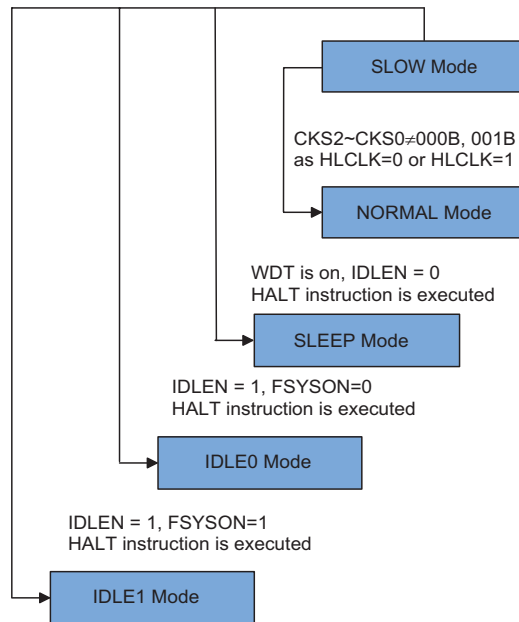 SLOW Mode
CKS2~CKS0≠000B, 001B
as HLCLK=0 or HLCLK=1
NORMAL Mode
WDT is on, IDLEN = 0
HALT instruction is executed
SLEEP Mode
IDLEN = 1, FSYSON=0
HALT instruction is executed
IDLE0 Mode
IDLEN = 1, FSYSON=1
HALT instruction is executed
IDLE1 Mode